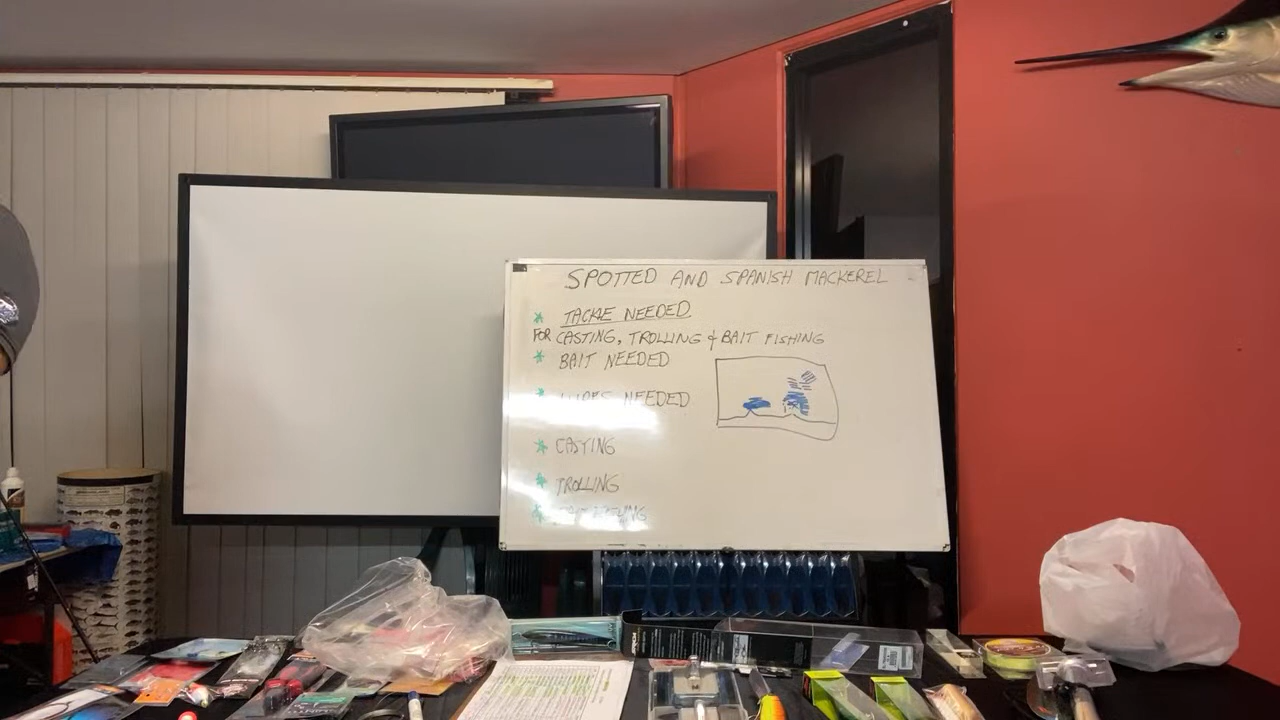 SPOTTED AND SPANISH MACKEREL
* TACKLE NEEDED
FOR CASTING, TROLLING & BAIT FISHING
* BAIT NEEDED
* LURES NEEDED
* CASTING
* TROLLING
*